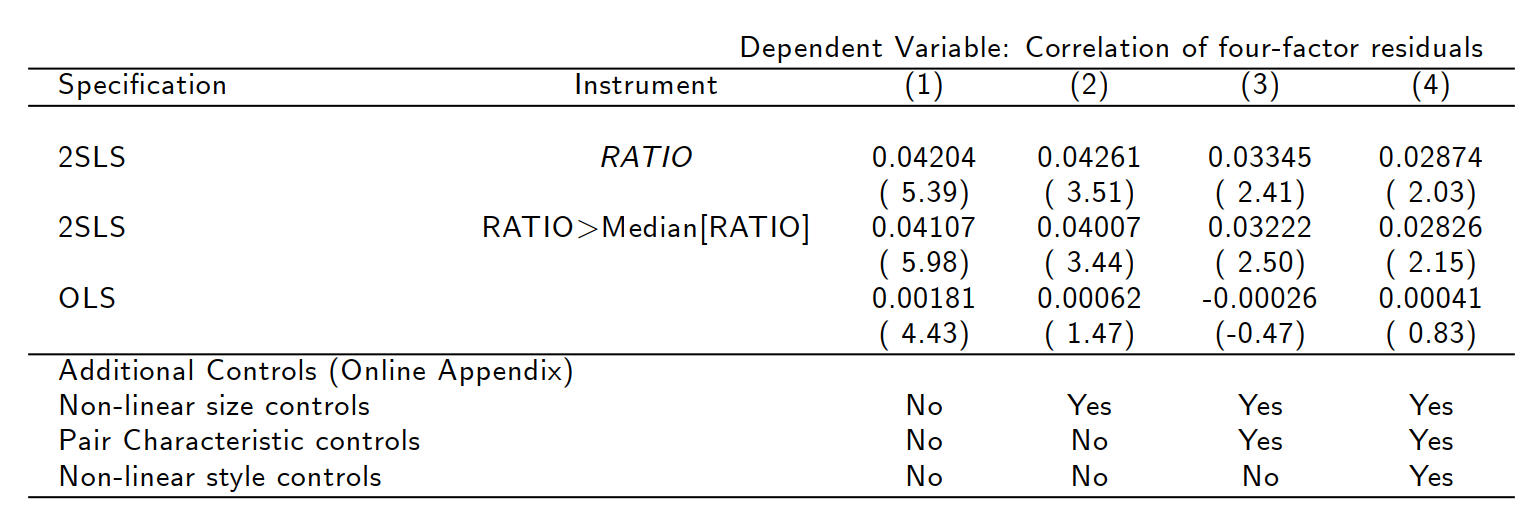 Dependent Variable: Correlation of four-factor residuals
Specification Instrument (1) (2) (3) (4)
2SLS RATIO 0.04204 0.04261 0.03345 0.02874
( 5.39) ( 3.51) ( 2.41) ( 2.03)
2SLS RATIO>Median[RATIO] 0.04107 0.04007 0.03222 0.02826
( 5.98) ( 3.44) ( 2.50) ( 2.15)
OLS 0.00181 0.00062 -0.00026 0.00041
( 4.43) ( 1.47) (-0.47) ( 0.83)
Additional Controls (Online Appendix)
Non-linear size controls No Yes Yes Yes
Pair Characteristic controls No No Yes Yes
Non-linear style controls No No No Yes